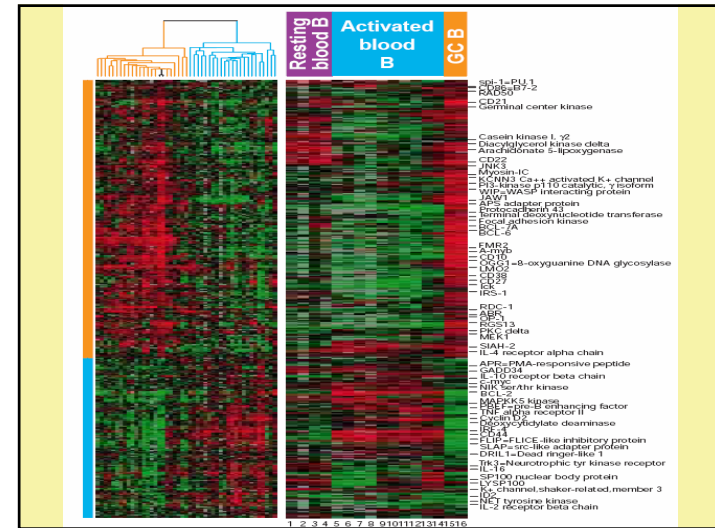 Resting blood B
Activated blood B
GC B
spi-1=PU.1
CD86=B7-2
RAD50
CD21
Germinal center kinase
Casein kinase I, γ2
Diacylglycerol kinase delta
Arachidonate 5-lipoxygenase
CD22
JNK3
Myosin-IC
KCNN3 Ca++ activated K+ channel
PI3-kinase p110 catalytic, γ isoform
WIP=WASP interacting protein
JAW1
APS adapter protein
Protocadherin 43
Terminal deoxynucleotide transferase
Focal adhesion kinase
BCL-7A
BCL-6
FMR2
A-myb
CD10
OGG1=8-oxyguanine DNA glycosylase
LMO2
CD38
CD27
lck
IRS-1
RDC-1
ABR
OP-1
RGS13
PKC delta
MEK1
SIAH-2
IL-4 receptor alpha chain
APR=PMA-responsive peptide
GADD34
IL-10 receptor beta chain
c-myc
NIK ser/thr kinase
BCL-2
MAPKK5 kinase
PBEF=pre-B enhancing factor
TNF alpha receptor II
Cyclin D2
Deoxycytidylate deaminase
IRF-4
CD44
FLIP=FLICE-like inhibitory protein
SLAP=src-like adapter protein
DRIL1=Dead ringer-like 1
Trk3=Neurotrophic tyr kinase receptor
IL-16
SP100 nuclear body protein
LYSP100
K+ channel,shaker-related,member 3
ID2
NET tyrosine kinase
IL-2 receptor beta chain
1 2 3 4 5 6 7 8 9 10 11 12 13 14 15 16